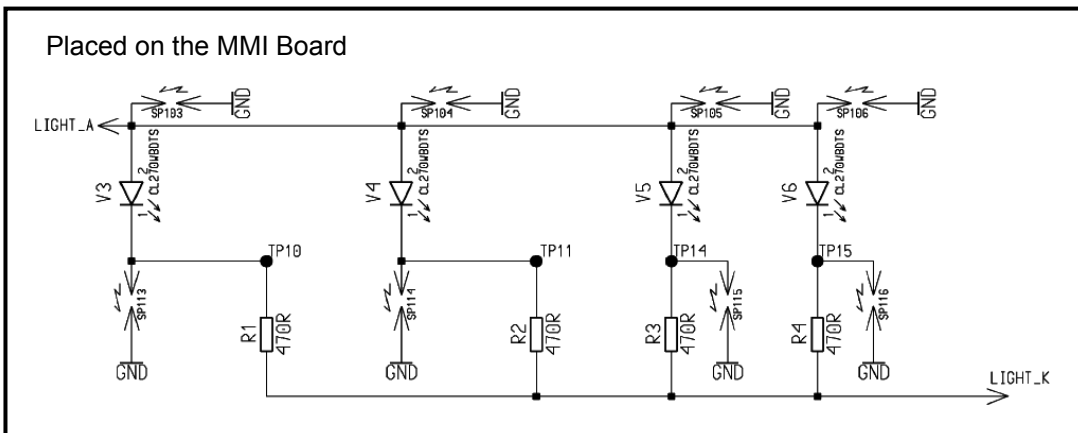 Placed on the MMI Board
SP103
GND
SP104
GND
SP105
GND
SP106
GND
LIGHT_A
V3
2
1
CL270WBDTS
V4
2
1
CL270WBDTS
V5
2
1
CL270WBDTS
V6
2
1
CL270WBDTS
TP10
TP11
TP14
TP15
SP113
GND
R1
470R
SP114
GND
R2
470R
R3
470R
SP115
GND
R4
470R
SP116
GND
LIGHT_K